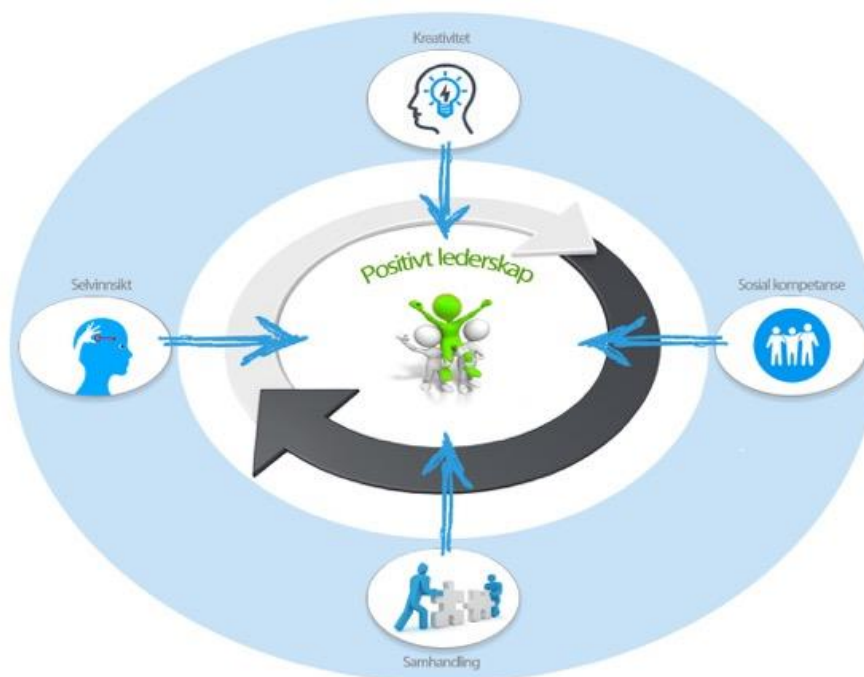 Kreativitet
Positivt lederskap
Selvinnsikt
Sosial kompetanse
Samhandling